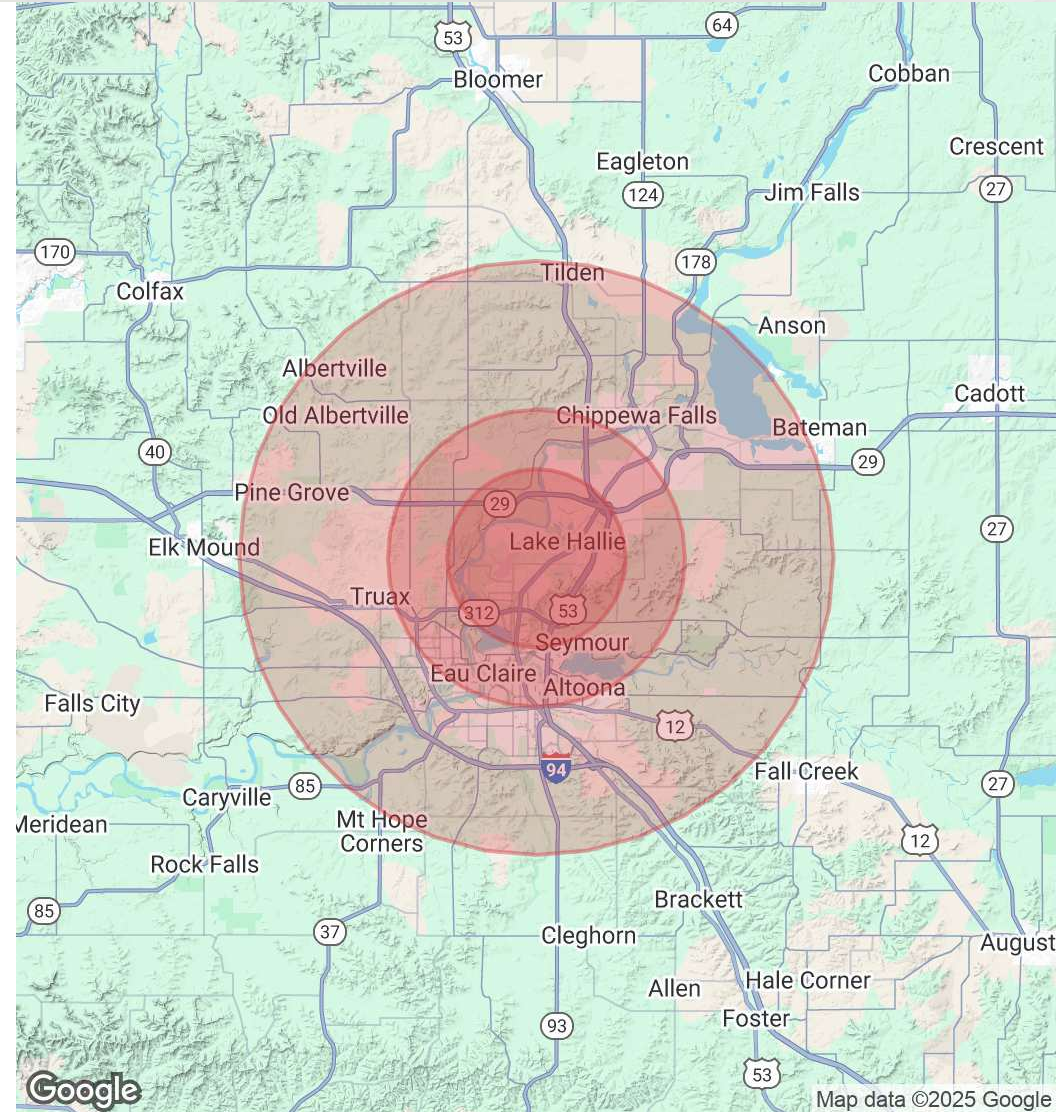 64
53
Bloomer
Cobban
Crescent
Eagleton
27
124
Jim Falls
170
178
Tilden
Colfax
Anson
Albertville
Cadott
Old Albertville
Chippewa Falls
Bateman
40
29
Pine Grove
29
27
Lake Hallie
Elk Mound
Truax
312
53
Seymour
Eau Claire
Altoona
Falls City
12
94
Fall Creek
27
85
Caryville
Meridean
Mt Hope
Corners
12
Rock Falls
Brackett
85
37
Cleghorn
August
Hale Corner
Allen
Foster
93
53
Google
Map data ©2025 Google